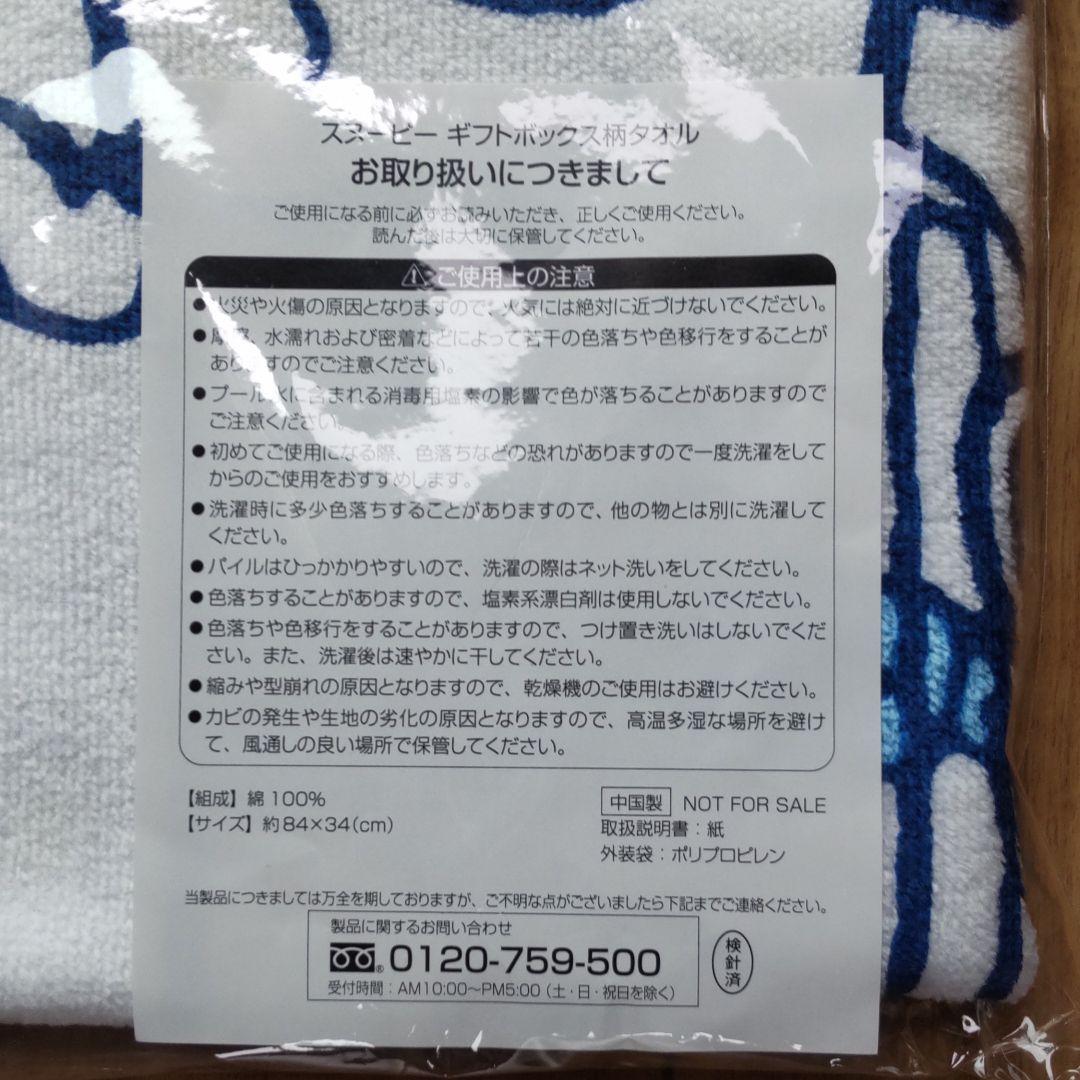 スヌーピー ギフトボックス柄タオル
お取り扱いにつきまして
ご使用になる前に必ずお読みいただき、正しくご使用ください。
読んだ後は大切に保管してください。
⚠ご使用上の注意
●火災や火傷の原因となりますので、火気には絶対に近づけないでください。
●摩擦、水濡れおよび密着などによって若干の色落ちや色移行をすることが
ありますのでご注意ください。
●プール水に含まれる消毒用塩素の影響で色が落ちることがありますので
ご注意ください。
●初めてご使用になる際、色落ちなどの恐れがありますので一度洗濯をして
からのご使用をおすすめします。
●洗濯時に多少色落ちすることがありますので、他の物とは別に洗濯して
ください。
●パイルはひっかかりやすいので、洗濯の際はネット洗いをしてください。
●色落ちすることがありますので、塩素系漂白剤は使用しないでください。
●色落ちや色移行をすることがありますので、つけ置き洗いはしないでくだ
さい。また、洗濯後は速やかに干してください。
●縮みや型崩れの原因となりますので、乾燥機のご使用はお避けください。
●カビの発生や生地の劣化の原因となりますので、高温多湿な場所を避け
て、風通しの良い場所で保管してください。
【組成】綿100%
【サイズ】約84×34(cm)
中国製 NOT FOR SALE
取扱説明書：紙
外装袋：ポリプロピレン
当製品につきましては万全を期しておりますが、ご不明な点がございましたら下記までご連絡ください。
製品に関するお問い合わせ
0120-759-500
受付時間：AM10:00～PM5:00（土・日・祝日を除く）
検針済